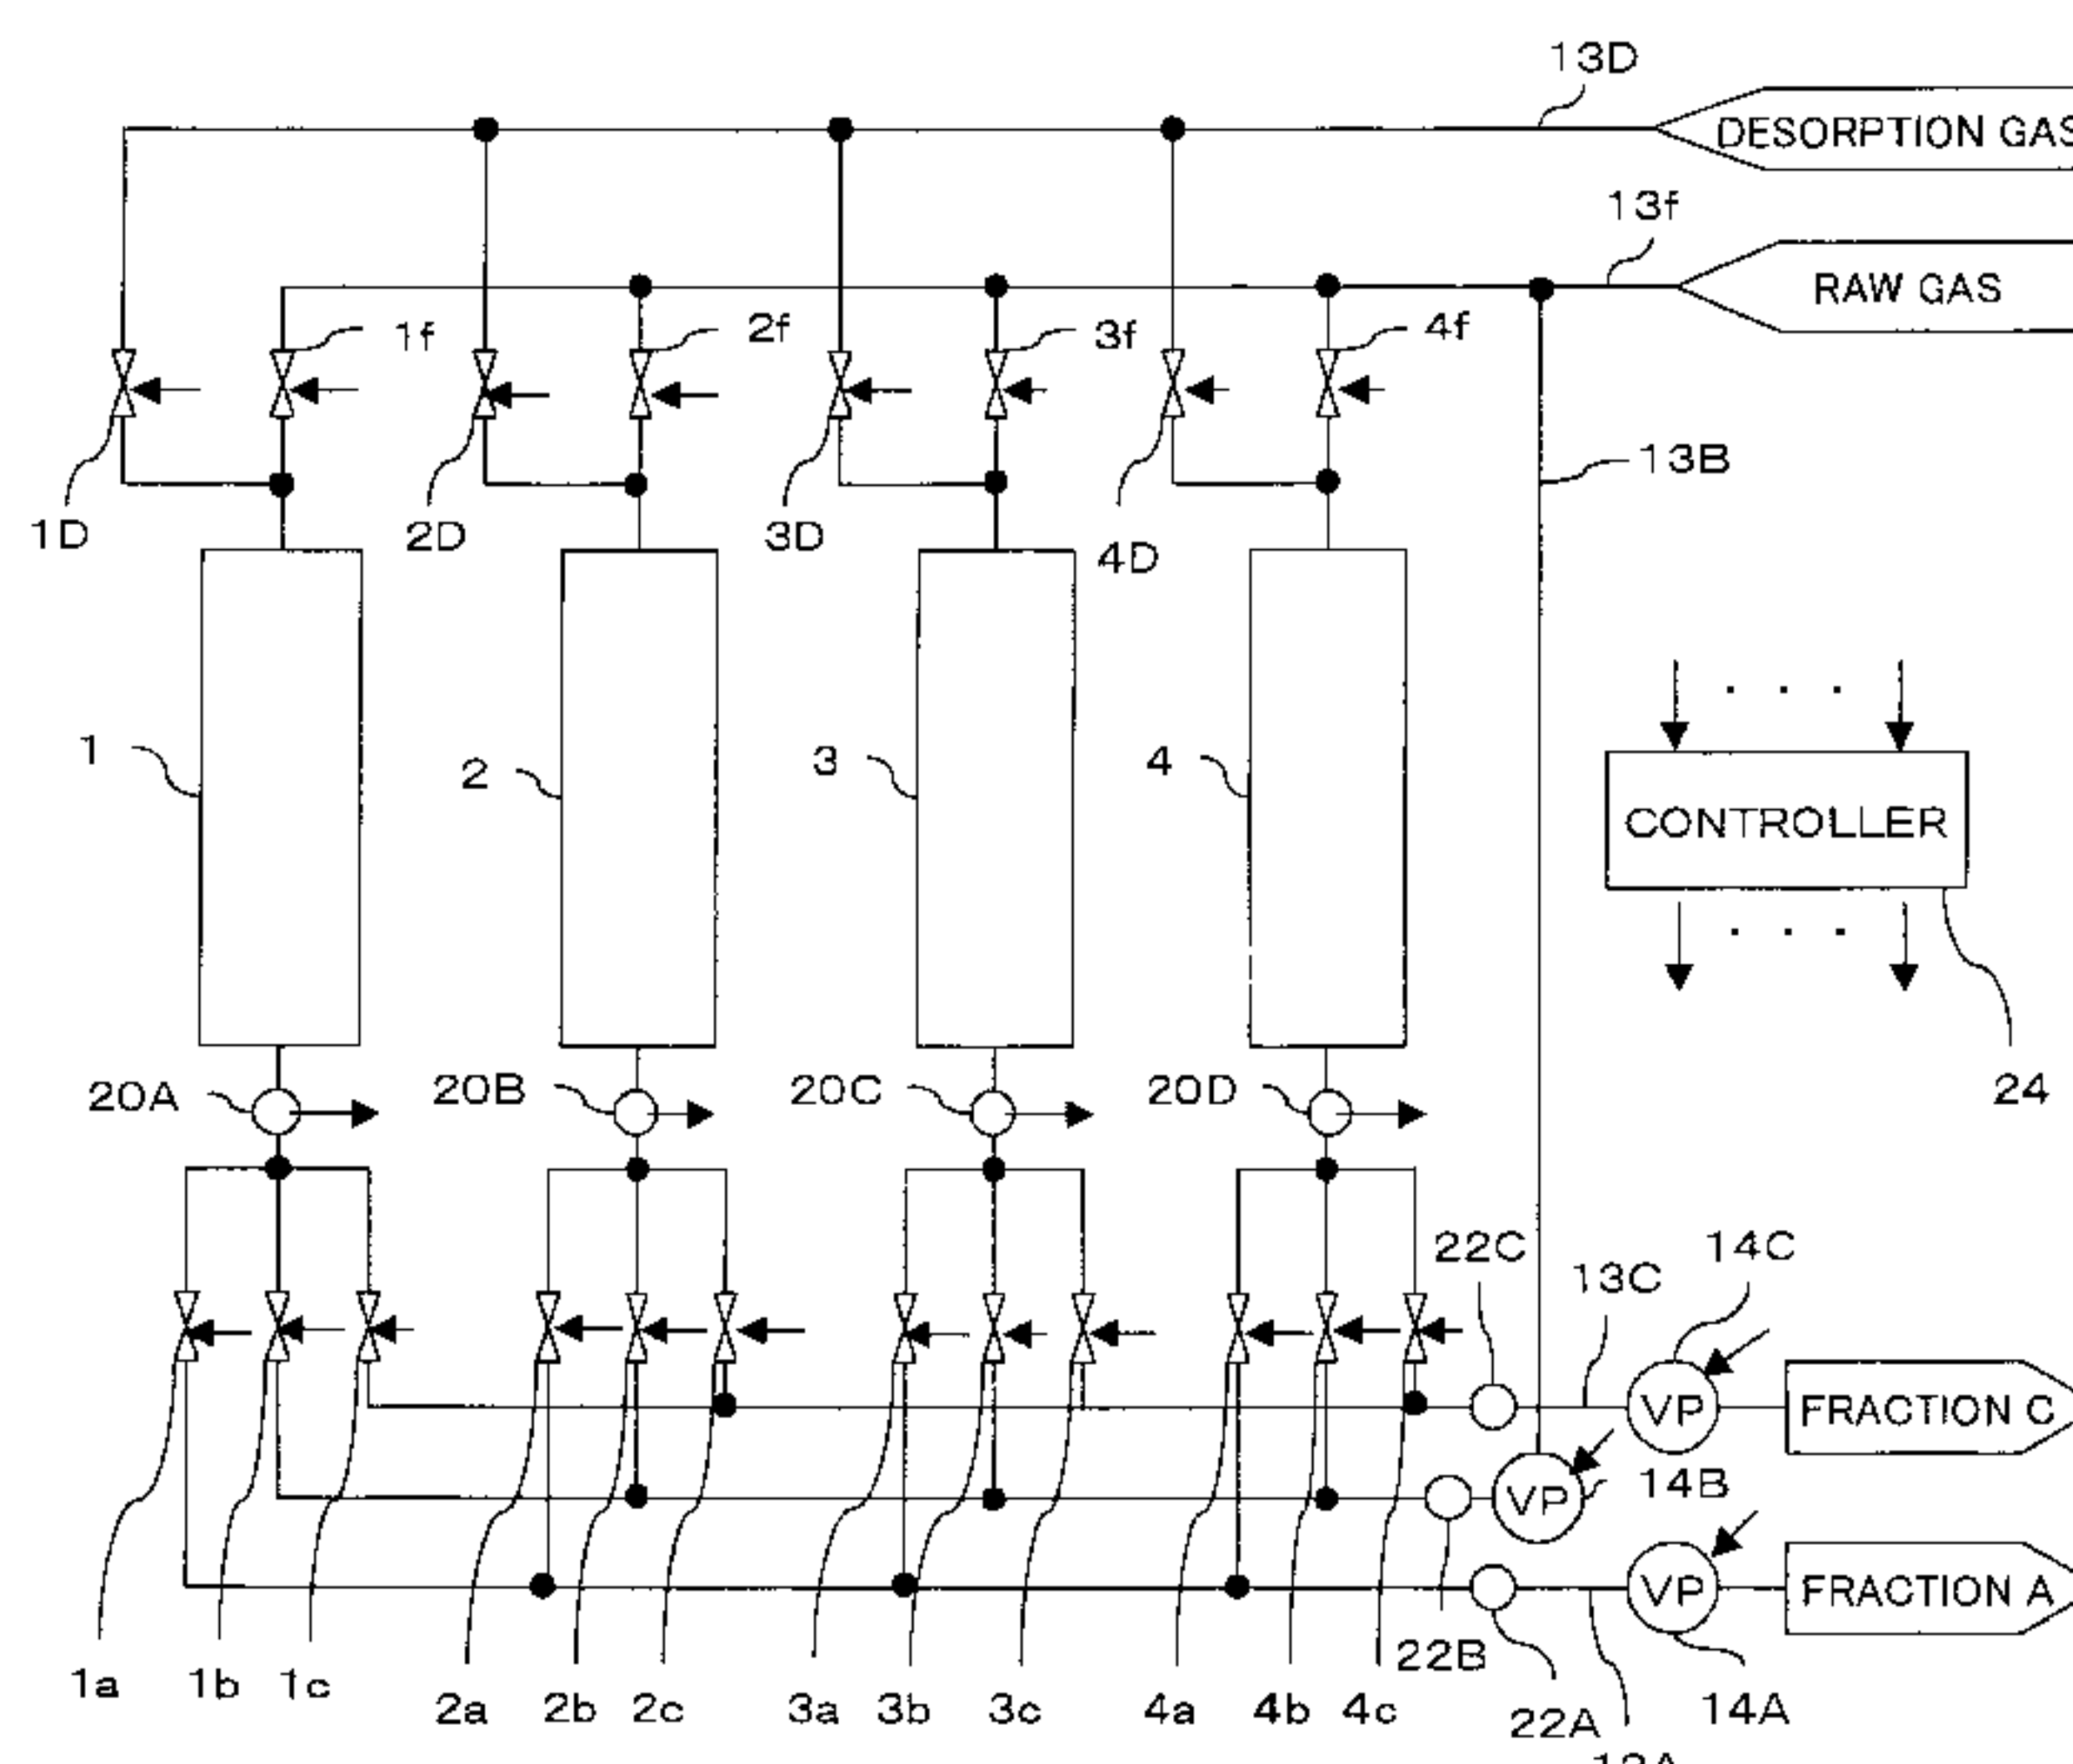 13D
DESORPTION GAS
13f
RAW GAS
1f
2f
3f
4f
13B
1D
2D
3D
4D
1
2
3
4
CONTROLLER
20A
20B
20C
20D
24
22C
14C
13C
VP
FRACTION C
VP
14B
VP
FRACTION A
22B
1a
1b
1c
2a
2b
2c
3a
3b
3c
4a
4b
4c
22A
14A